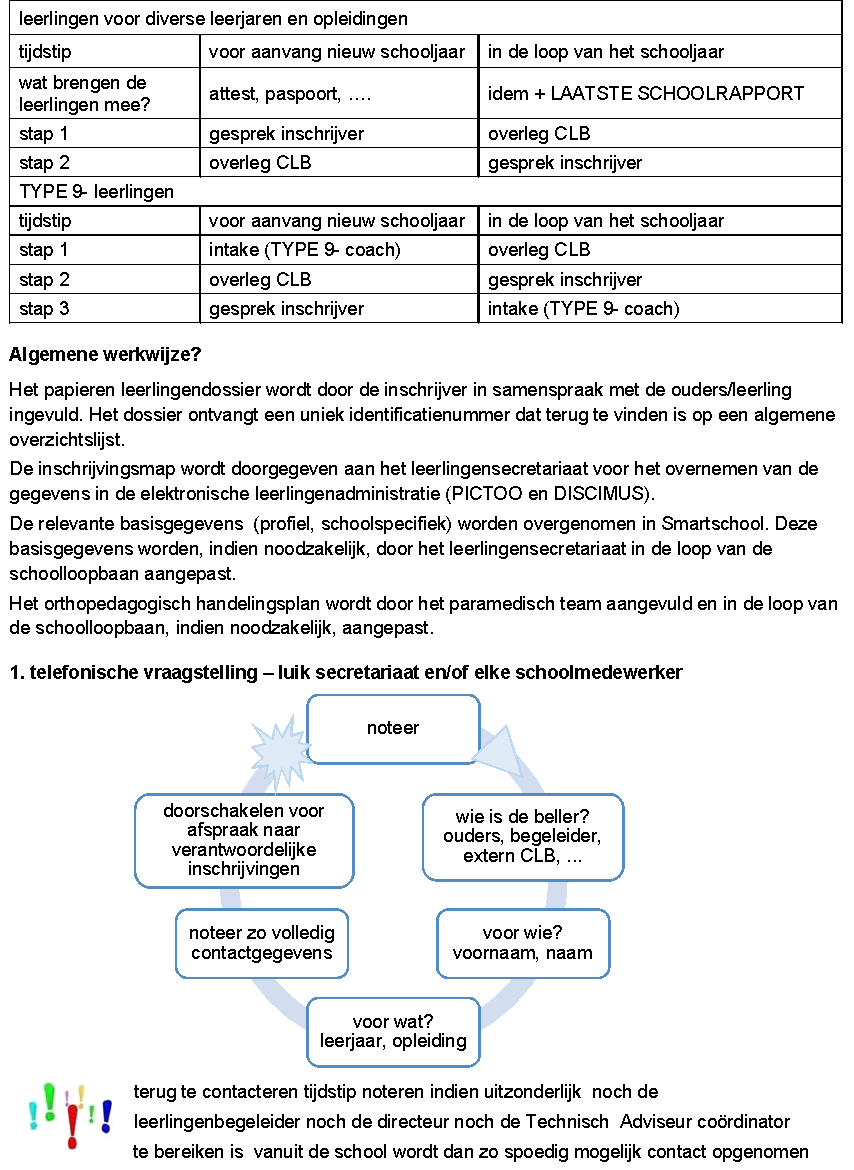 leerlingen voor diverse leerjaren en opleidingen
tijdstip voor aanvang nieuw schooljaar in de loop van het schooljaar
wat brengen de
leerlingen mee? attest, paspoort, …. idem + LAATSTE SCHOOLRAPPORT
stap 1 gesprek inschrijver overleg CLB
stap 2 overleg CLB gesprek inschrijver
TYPE 9- leerlingen
tijdstip voor aanvang nieuw schooljaar in de loop van het schooljaar
stap 1 intake (TYPE 9- coach) overleg CLB
stap 2 overleg CLB gesprek inschrijver
stap 3 gesprek inschrijver intake (TYPE 9- coach)
Algemene werkwijze?
Het papieren leerlingendossier wordt door de inschrijver in samenspraak met de ouders/leerling
ingevuld. Het dossier ontvangt een uniek identificatienummer dat terug te vinden is op een algemene
overzichtslijst.
De inschrijvingsmap wordt doorgegeven aan het leerlingensecretariaat voor het overnemen van de
gegevens in de elektronische leerlingenadministratie (PICTOO en DISCIMUS).
De relevante basisgegevens (profiel, schoolspecifiek) worden overgenomen in Smartschool. Deze
basisgegevens worden, indien noodzakelijk, door het leerlingensecretariaat in de loop van de
schoolloopbaan aangepast.
Het orthopedagogisch handelingsplan wordt door het paramedisch team aangevuld en in de loop van
de schoolloopbaan, indien noodzakelijk, aangepast.
1. telefonische vraagstelling – luik secretariaat en/of elke schoolmedewerker
noteer
wie is de beller?
ouders, begeleider,
extern CLB, ...
voor wie?
voornaam, naam
voor wat?
leerjaar, opleiding
noteer zo volledig
contactgegevens
doorschakelen voor
afspraak naar
verantwoordelijke
inschrijvingen
terug te contacteren tijdstip noteren indien uitzonderlijk noch de
leerlingenbegeleider noch de directeur noch de Technisch Adviseur coördinator
te bereiken is vanuit de school wordt dan zo spoedig mogelijk contact opgenomen